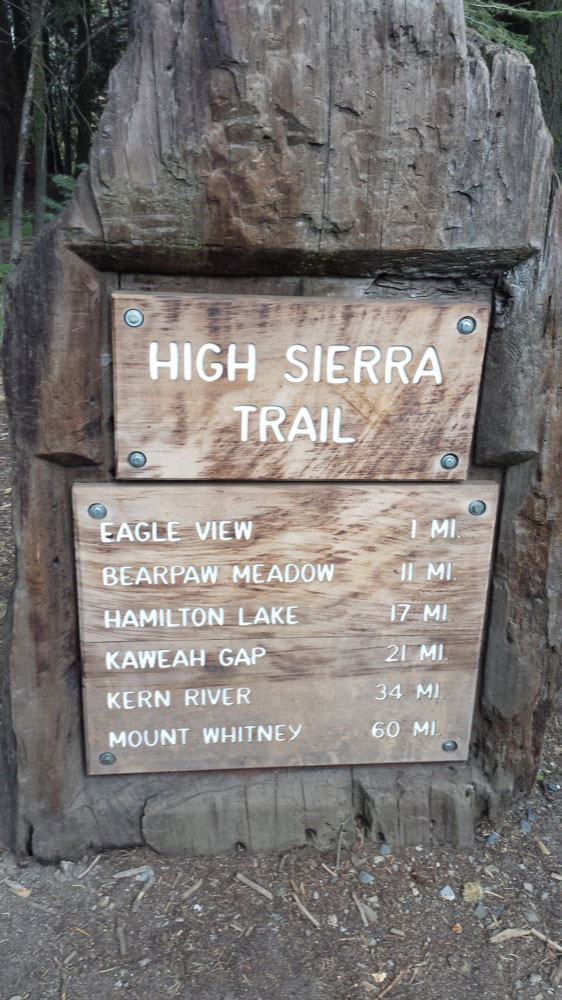 HIGH SIERRA
TRAIL
EAGLE VIEW 1 MI.
BEARPAW MEADOW 11 MI.
HAMILTON LAKE 17 MI.
KAWEAH GAP 21 MI.
KERN RIVER 34 MI.
MOUNT WHITNEY 60 MI.